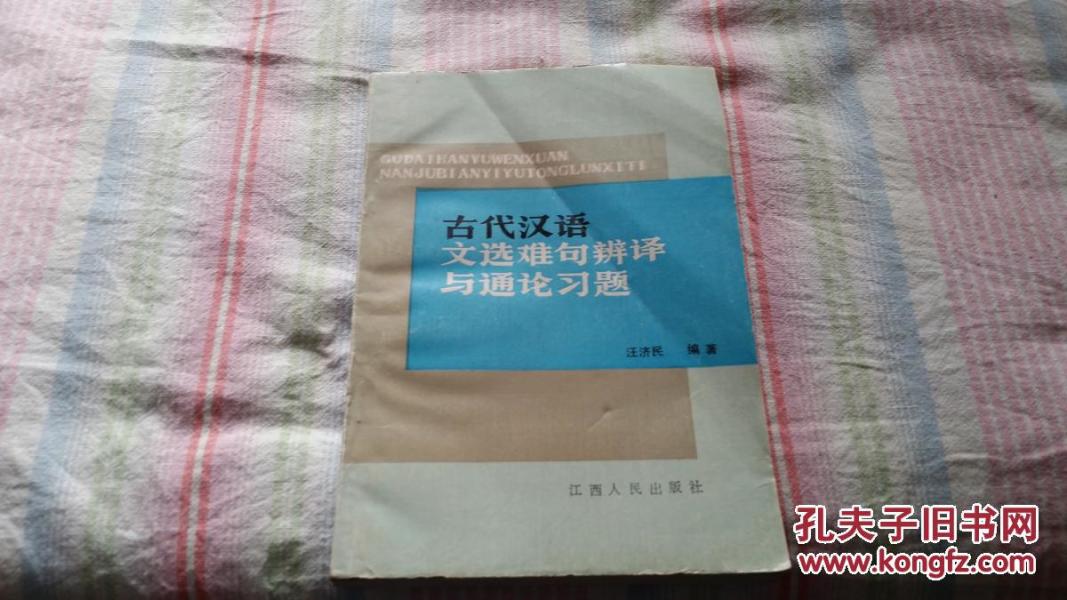 GUDAIHANYUWENXUAN
NANJUBIANYIYUTONGLUNXITI
古代汉语
文选难句辨译
与通论习题
汪济民 编著
江西人民出版社
孔夫子旧书网
www.kongfz.com